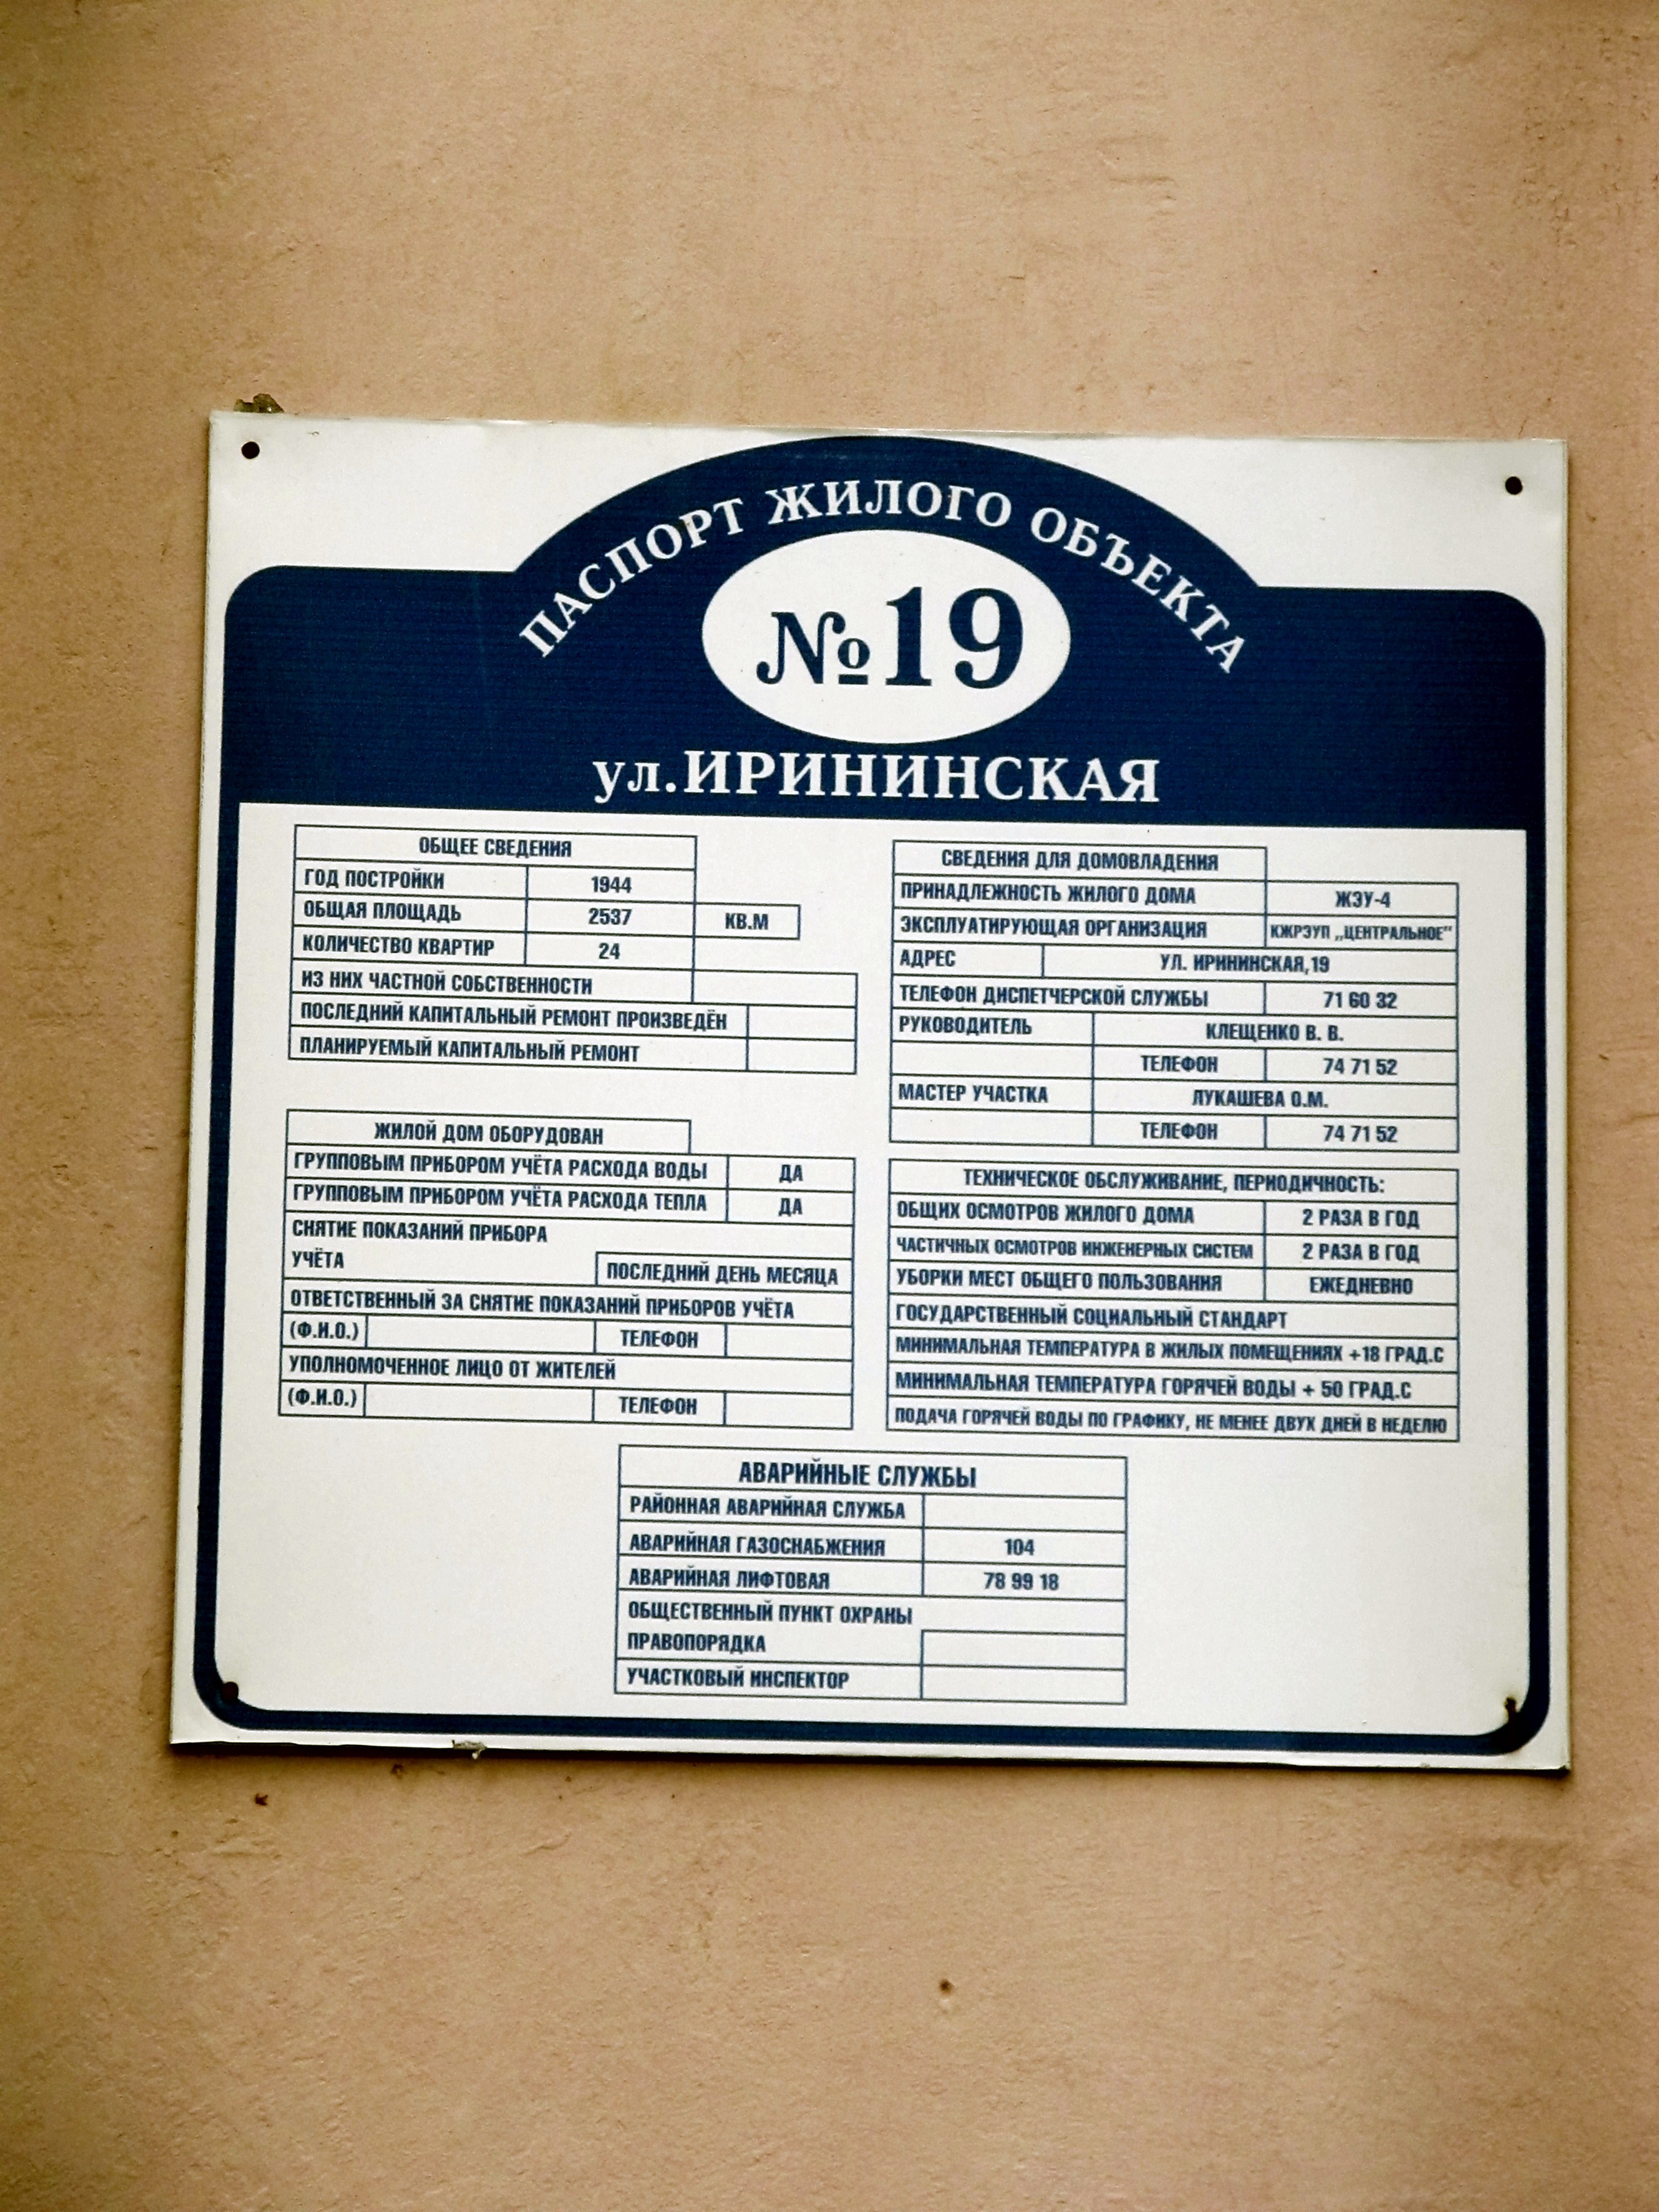 ПАСПОРТ ЖИЛОГО ОБЪЕКТА
№19
ул.ИРИНИНСКАЯ
ОБЩЕЕ СВЕДЕНИЯ
ГОД ПОСТРОЙКИ 1944
ОБЩАЯ ПЛОЩАДЬ 2537 КВ.М
КОЛИЧЕСТВО КВАРТИР 24
ИЗ НИХ ЧАСТНОЙ СОБСТВЕННОСТИ
ПОСЛЕДНИЙ КАПИТАЛЬНЫЙ РЕМОНТ ПРОИЗВЕДЁН
ПЛАНИРУЕМЫЙ КАПИТАЛЬНЫЙ РЕМОНТ
ЖИЛОЙ ДОМ ОБОРУДОВАН
ГРУППОВЫМ ПРИБОРОМ УЧЁТА РАСХОДА ВОДЫ ДА
ГРУППОВЫМ ПРИБОРОМ УЧЁТА РАСХОДА ТЕПЛА ДА
СНЯТИЕ ПОКАЗАНИЙ ПРИБОРА
УЧЁТА ПОСЛЕДНИЙ ДЕНЬ МЕСЯЦА
ОТВЕТСТВЕННЫЙ ЗА СНЯТИЕ ПОКАЗАНИЙ ПРИБОРОВ УЧЁТА
(Ф.И.О.) ТЕЛЕФОН
УПОЛНОМОЧЕННОЕ ЛИЦО ОТ ЖИТЕЛЕЙ
(Ф.И.О.) ТЕЛЕФОН
СВЕДЕНИЯ ДЛЯ ДОМОВЛАДЕНИЯ
ПРИНАДЛЕЖНОСТЬ ЖИЛОГО ДОМА ЖЭУ-4
ЭКСПЛУАТИРУЮЩАЯ ОРГАНИЗАЦИЯ КЖРЭУП „ЦЕНТРАЛЬНОЕ"
АДРЕС УЛ. ИРИНИНСКАЯ,19
ТЕЛЕФОН ДИСПЕТЧЕРСКОЙ СЛУЖБЫ 71 60 32
РУКОВОДИТЕЛЬ КЛЕЩЕНКО В. В.
ТЕЛЕФОН 74 71 52
МАСТЕР УЧАСТКА ЛУКАШЕВА О.М.
ТЕЛЕФОН 74 71 52
ТЕХНИЧЕСКОЕ ОБСЛУЖИВАНИЕ, ПЕРИОДИЧНОСТЬ:
ОБЩИХ ОСМОТРОВ ЖИЛОГО ДОМА 2 РАЗА В ГОД
ЧАСТИЧНЫХ ОСМОТРОВ ИНЖЕНЕРНЫХ СИСТЕМ 2 РАЗА В ГОД
УБОРКИ МЕСТ ОБЩЕГО ПОЛЬЗОВАНИЯ ЕЖЕДНЕВНО
ГОСУДАРСТВЕННЫЙ СОЦИАЛЬНЫЙ СТАНДАРТ
МИНИМАЛЬНАЯ ТЕМПЕРАТУРА В ЖИЛЫХ ПОМЕЩЕНИЯХ +18 ГРАД.С
МИНИМАЛЬНАЯ ТЕМПЕРАТУРА ГОРЯЧЕЙ ВОДЫ + 50 ГРАД.С
ПОДАЧА ГОРЯЧЕЙ ВОДЫ ПО ГРАФИКУ, НЕ МЕНЕЕ ДВУХ ДНЕЙ В НЕДЕЛЮ
АВАРИЙНЫЕ СЛУЖБЫ
РАЙОННАЯ АВАРИЙНАЯ СЛУЖБА
АВАРИЙНАЯ ГАЗОСНАБЖЕНИЯ 104
АВАРИЙНАЯ ЛИФТОВАЯ 78 99 18
ОБЩЕСТВЕННЫЙ ПУНКТ ОХРАНЫ
ПРАВОПОРЯДКА
УЧАСТКОВЫЙ ИНСПЕКТОР